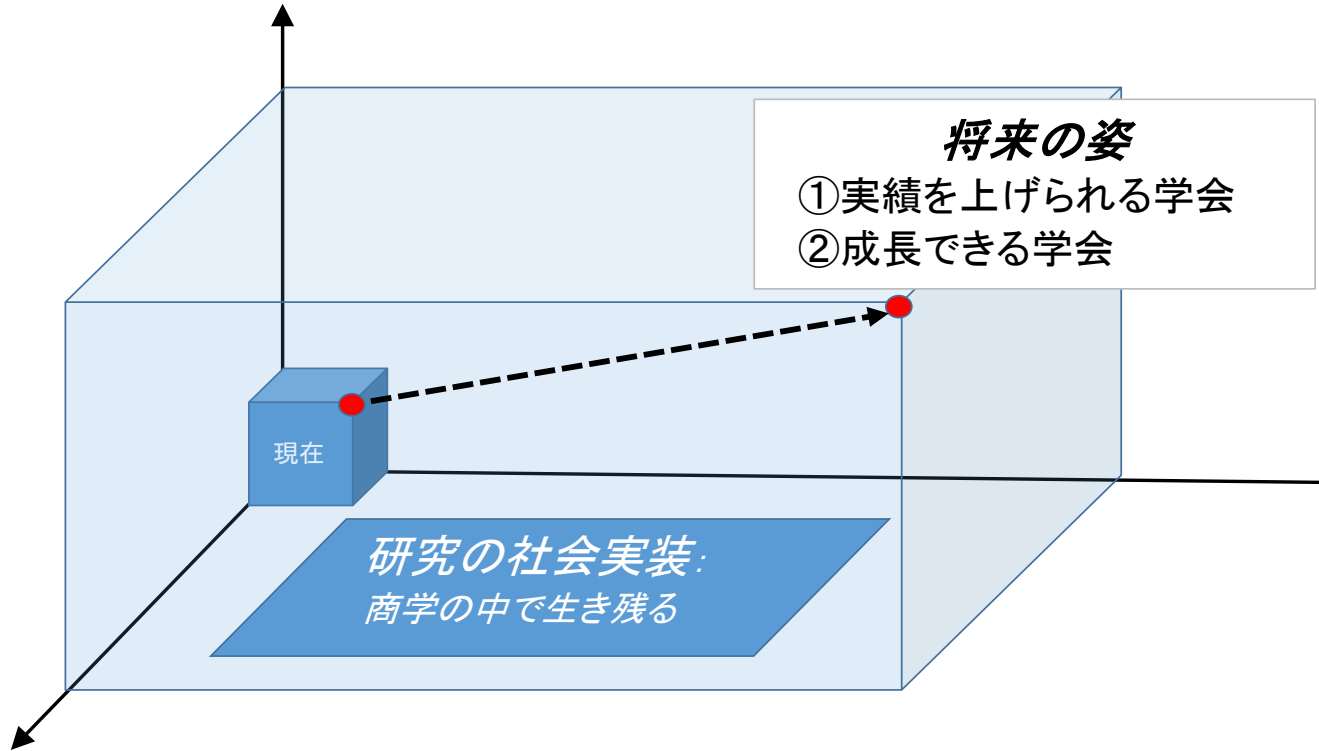 将来の姿
①実績を上げられる学会
②成長できる学会
現在
研究の社会実装:
商学の中で生き残る